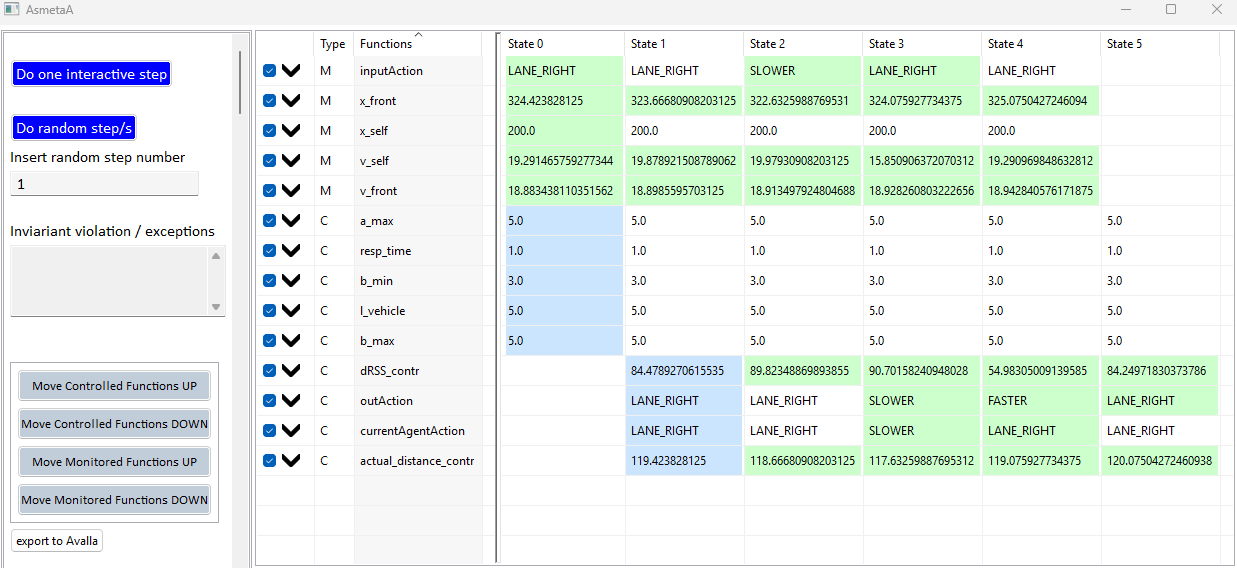 AsmetaA
Do one interactive step
Do random step/s
Insert random step number
1
Inviariant violation / exceptions
Move Controlled Functions UP
Move Controlled Functions DOWN
Move Monitored Functions UP
Move Monitored Functions DOWN
export to Avalla
Type Functions State 0 State 1 State 2 State 3 State 4 State 5
M inputAction LANE_RIGHT LANE_RIGHT SLOWER LANE_RIGHT LANE_RIGHT
M x_front 324.423828125 323.66680908203125 322.6325988769531 324.075927734375 325.0750427246094
M x_self 200.0 200.0 200.0 200.0 200.0
M v_self 19.291465759277344 19.878921508789062 19.97930908203125 15.850906372070312 19.290969848632812
M v_front 18.883438110351562 18.8985595703125 18.913497924804688 18.928260803222656 18.942840576171875
C a_max 5.0 5.0 5.0 5.0 5.0 5.0
C resp_time 1.0 1.0 1.0 1.0 1.0 1.0
C b_min 3.0 3.0 3.0 3.0 3.0 3.0
C l_vehicle 5.0 5.0 5.0 5.0 5.0 5.0
C b_max 5.0 5.0 5.0 5.0 5.0 5.0
C dRSS_contr 84.4789270615535 89.82348869893855 90.70158240948028 54.98305009139585 84.24971830373786
C outAction LANE_RIGHT LANE_RIGHT SLOWER FASTER LANE_RIGHT
C currentAgentAction LANE_RIGHT LANE_RIGHT SLOWER LANE_RIGHT LANE_RIGHT
C actual_distance_contr 119.423828125 118.66680908203125 117.63259887695312 119.075927734375 120.07504272460938